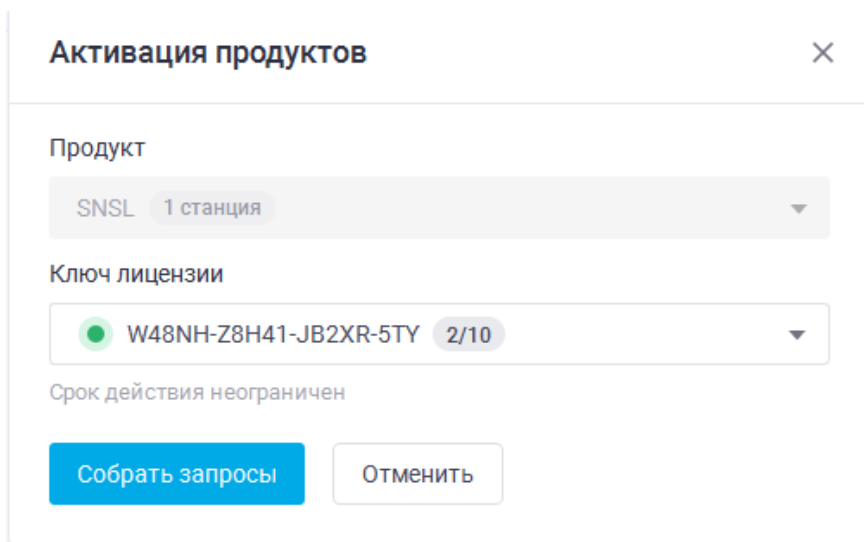 Активация продуктов
Продукт
SNSL 1 станция
Ключ лицензии
W48NH-Z8H41-JB2XR-5TY 2/10
Срок действия неограничен
Собрать запросы Отменить